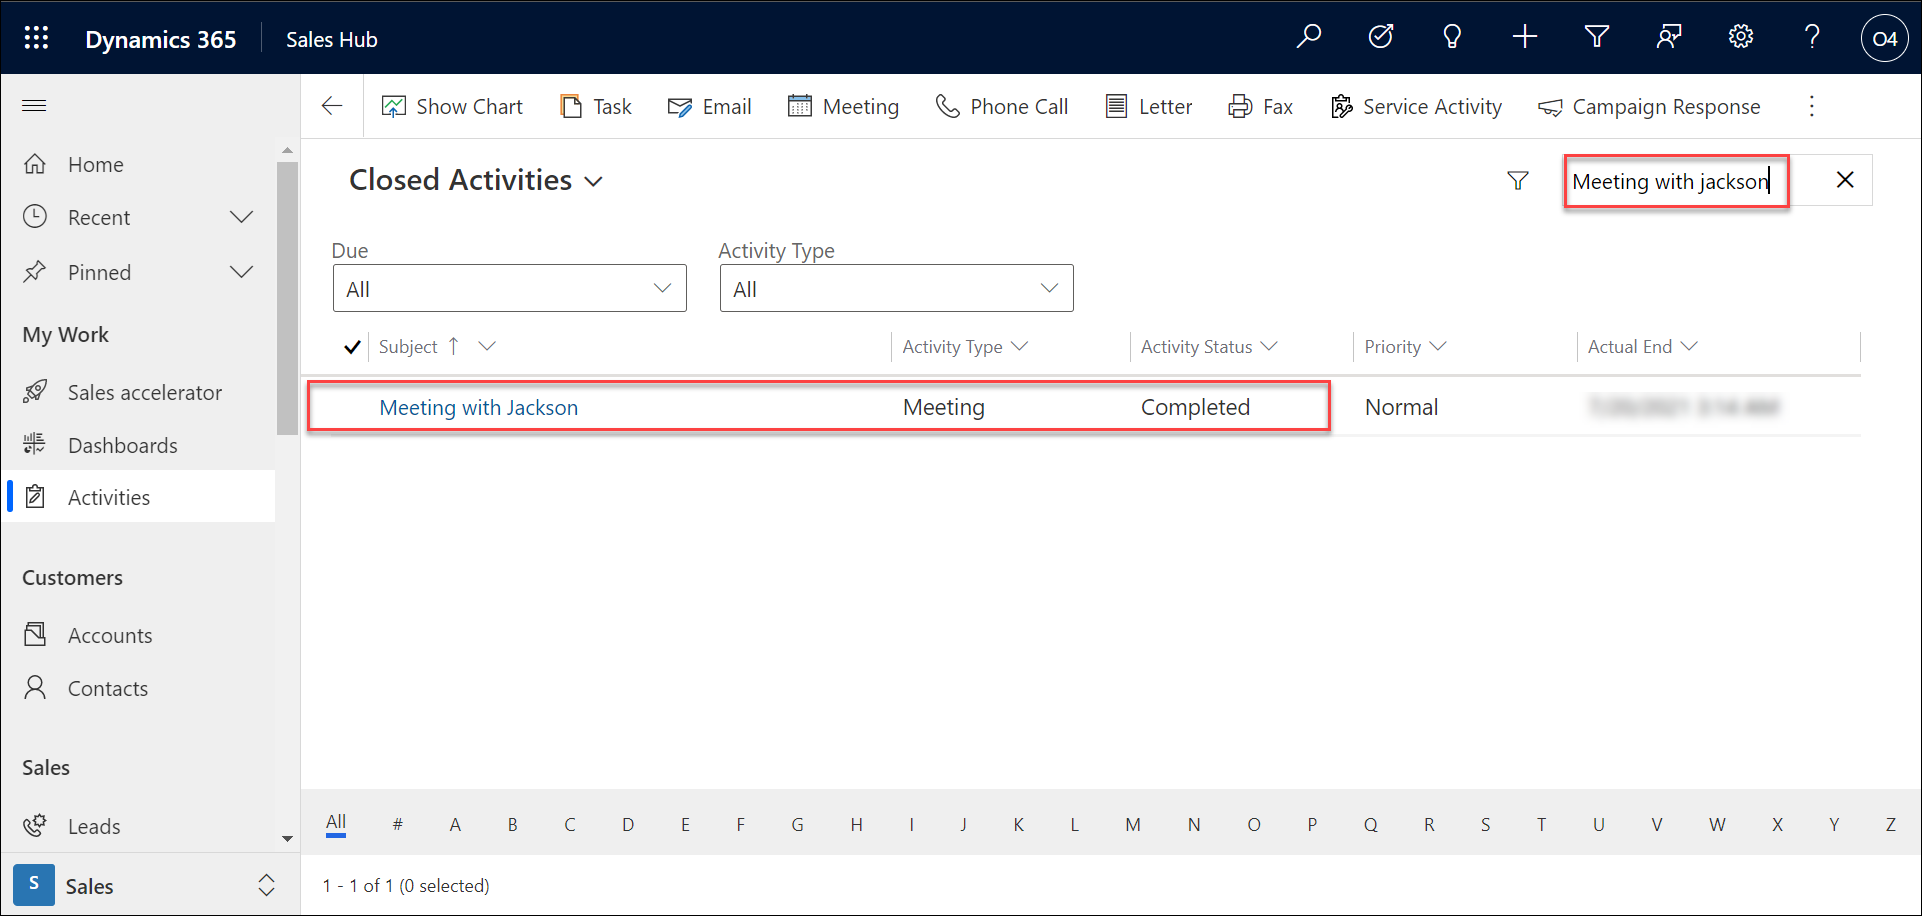 Dynamics 365 Sales Hub O4
Show Chart Task Email Meeting Phone Call Letter Fax Service Activity Campaign Response
Home
Recent
Pinned
My Work
Sales accelerator
Dashboards
Activities
Customers
Accounts
Contacts
Sales
Leads
S Sales
Closed Activities Meeting with jackson
Due Activity Type
All All
Subject Activity Type Activity Status Priority Actual End
Meeting with Jackson Meeting Completed Normal
All # A B C D E F G H I J K L M N O P Q R S T U V W X Y Z
1 - 1 of 1 (0 selected)